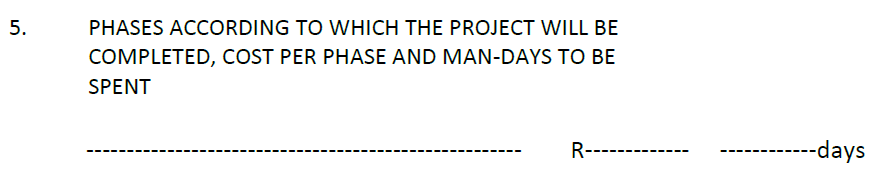 5. PHASES ACCORDING TO WHICH THE PROJECT WILL BE
COMPLETED, COST PER PHASE AND MAN-DAYS TO BE
SPENT
------------------------------------------------------ R------------- ------------days